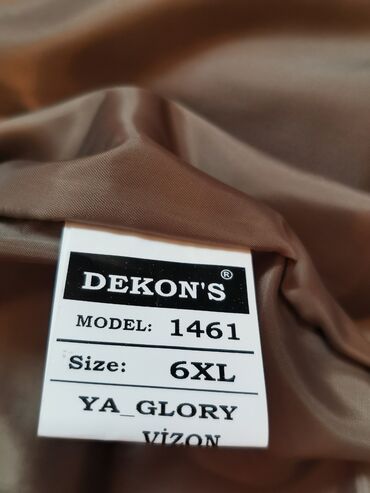 DEKON'S ®
MODEL: 1461
Size: 6XL
YA_GLORY
VİZON